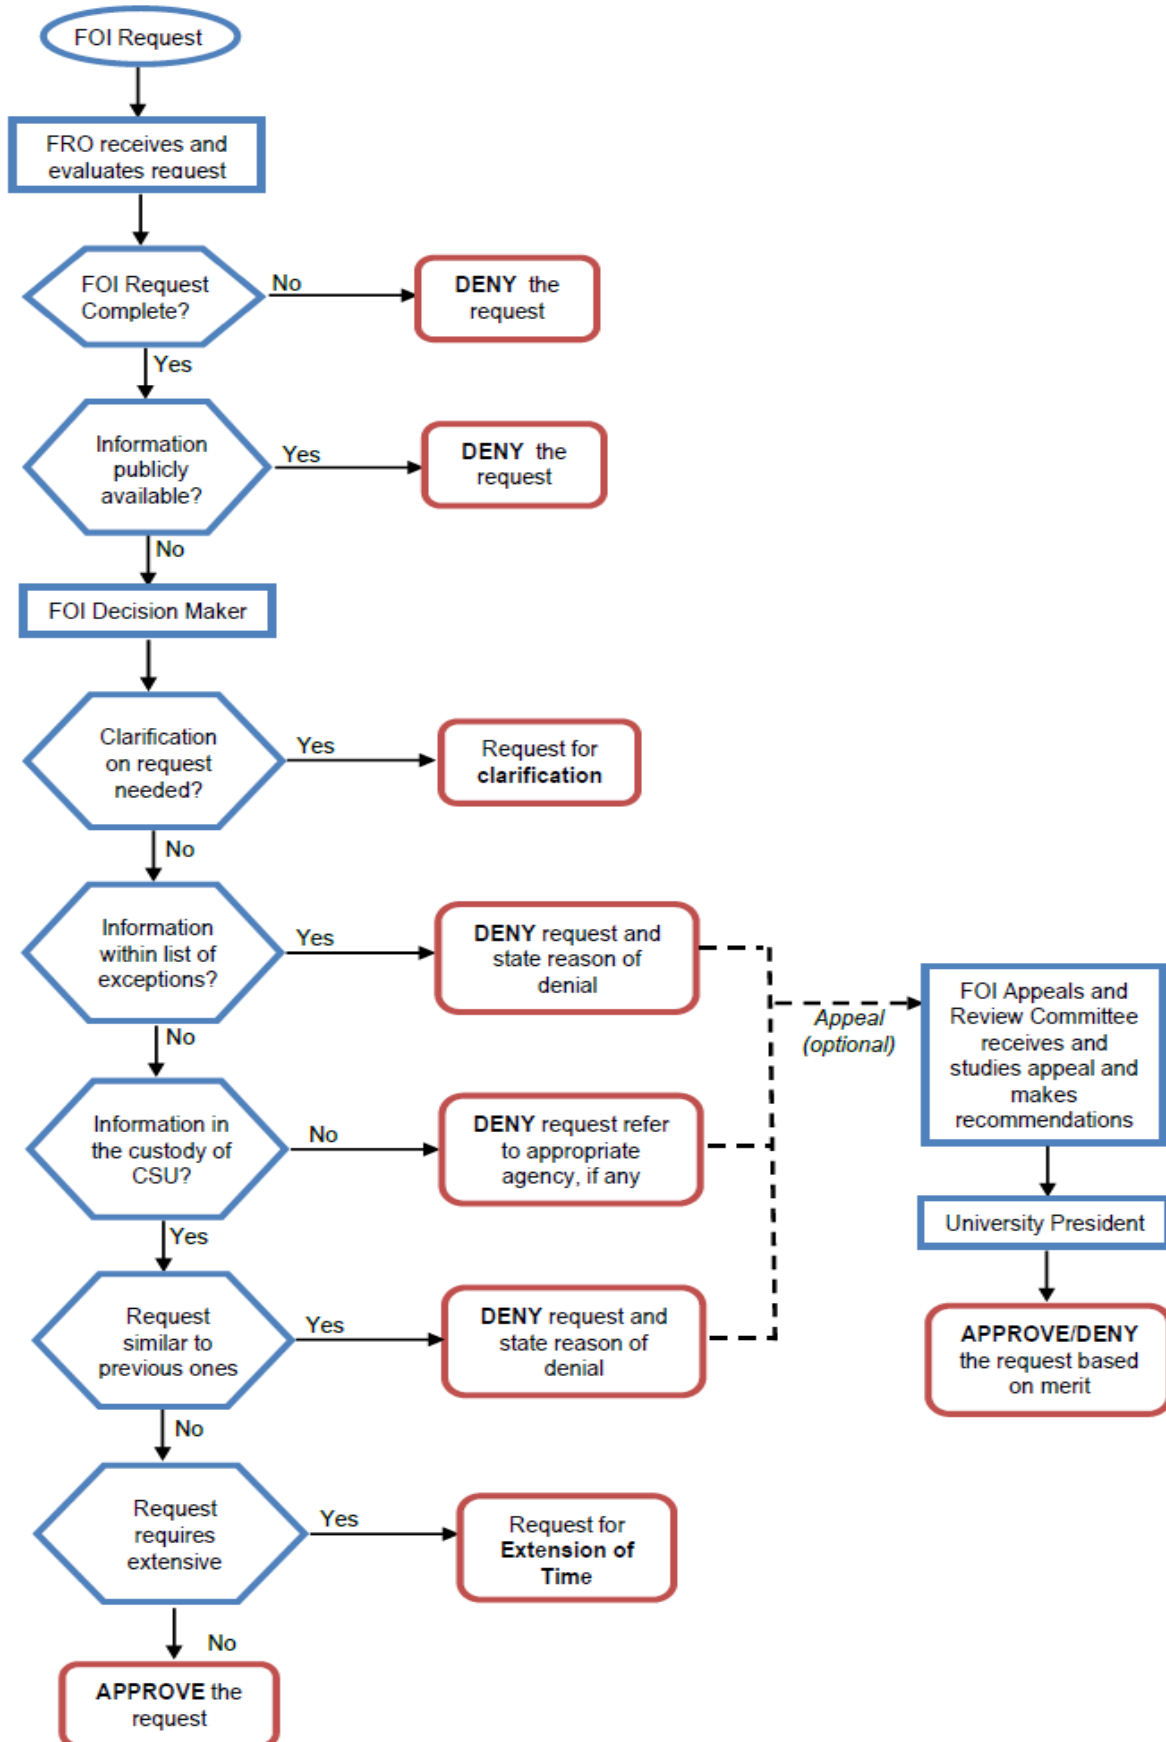 FOI Request
FRO receives and
evaluates request
FOI Request
Complete?
No
DENY the
request
Yes
Information
publicly
available?
Yes
DENY the
request
No
FOI Decision Maker
Clarification
on request
needed?
Yes
Request for
clarification
No
Information
within list of
exceptions?
Yes
DENY request and
state reason of
denial
Appeal
(optional)
FOI Appeals and
Review Committee
receives and
studies appeal and
makes
recommendations
No
Information in
the custody of
CSU?
No
DENY request refer
to appropriate
agency, if any
University President
Yes
Request
similar to
previous ones
Yes
DENY request and
state reason of
denial
APPROVE/DENY
the request based
on merit
No
Request
requires
extensive
Yes
Request for
Extension of
Time
No
APPROVE the
request